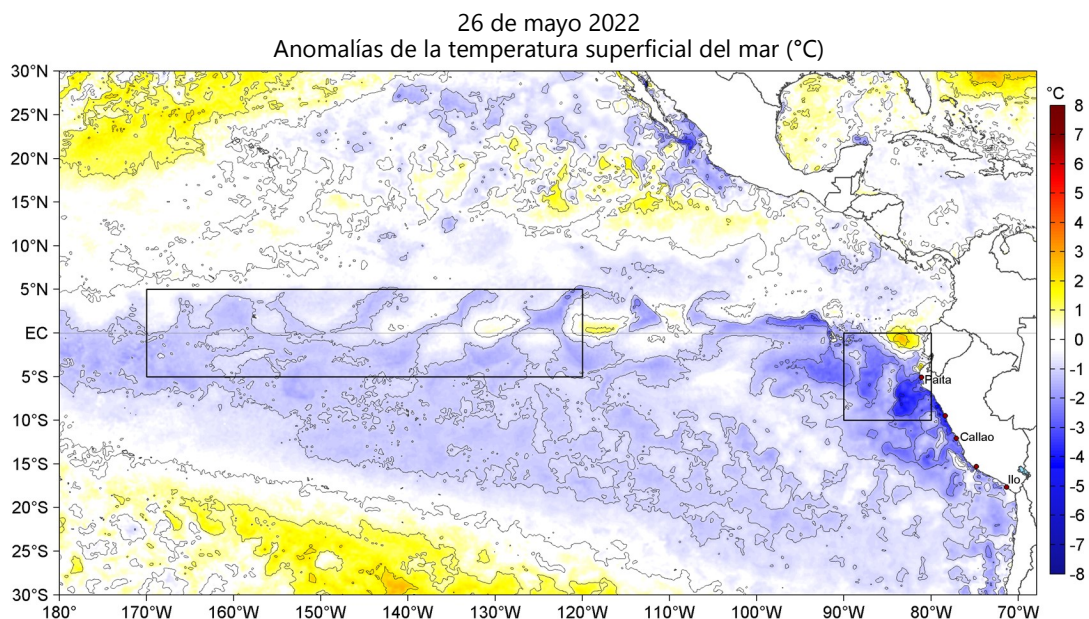 26 de mayo 2022
Anomalías de la temperatura superficial del mar (°C)
30°N
25°N
20°N
15°N
10°N
5°N
EC
5°S
10°S
15°S
20°S
25°S
30°S
180
170°W
160°W
150°W
140°W
130°W
120°W
110°W
100°W
90°W
80°W
70°W
Paita
Callao
Ilo
°C
8
7
6
5
4
3
2
1
0
-1
-2
-3
-4
-5
-6
-7
-8